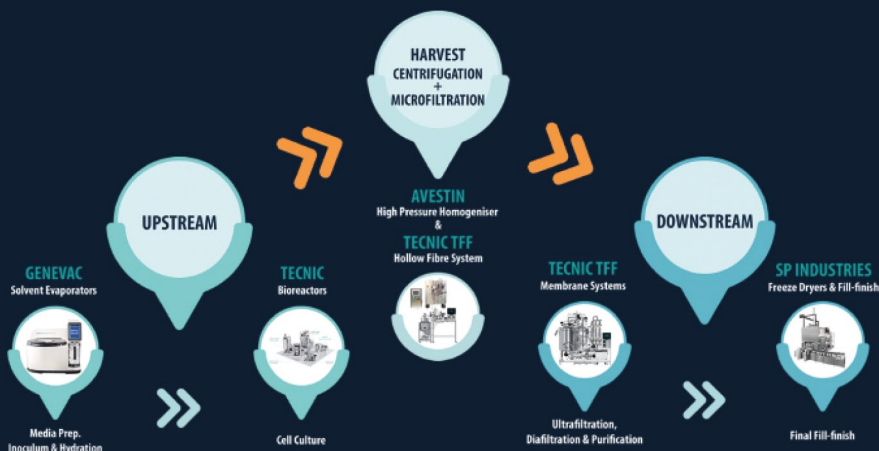 HARVEST
CENTRIFUGATION
+
MICROFILTRATION
UPSTREAM
AVESTIN
High Pressure Homogeniser
&
TECNIC TFF
Hollow Fibre System
DOWNSTREAM
GENEVAC
Solvent Evaporators
TECNIC
Bioreactors
TECNIC TFF
Membrane Systems
SP INDUSTRIES
Freeze Dryers & Fill-finish
Media Prep.
Inoculum & Hydration
Cell Culture
Ultrafiltration,
Diafiltration & Purification
Final Fill-finish